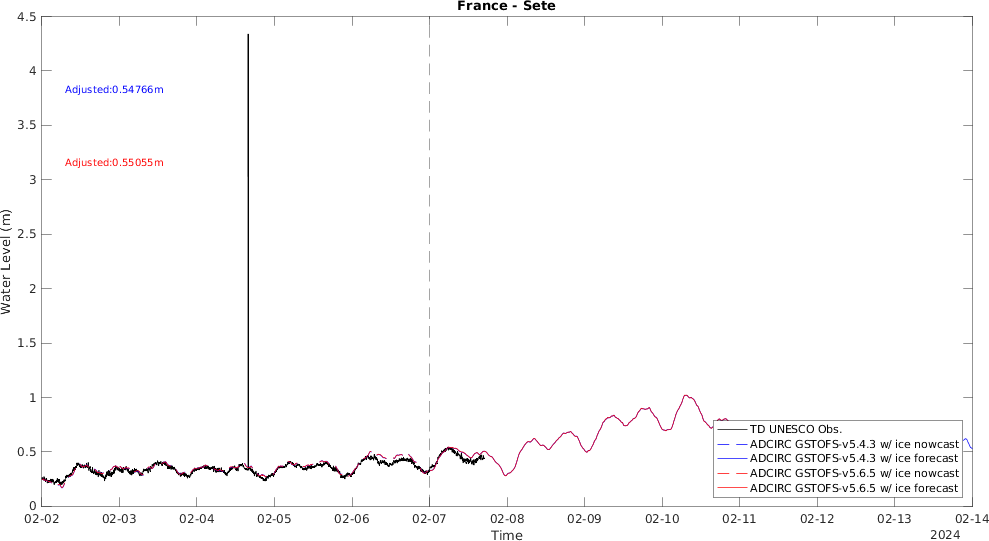 France - Sete
4.5
4
3.5
3
2.5
2
1.5
1
0.5
0
Water Level (m)
Adjusted:0.54766m
Adjusted:0.55055m
TD UNESCO Obs.
ADCIRC GSTOFS-v5.4.3 w/ ice nowcast
ADCIRC GSTOFS-v5.4.3 w/ ice forecast
ADCIRC GSTOFS-v5.6.5 w/ ice nowcast
ADCIRC GSTOFS-v5.6.5 w/ ice forecast
02-02 02-03 02-04 02-05 02-06 02-07 02-08 02-09 02-10 02-11 02-12 02-13 02-14
Time
2024